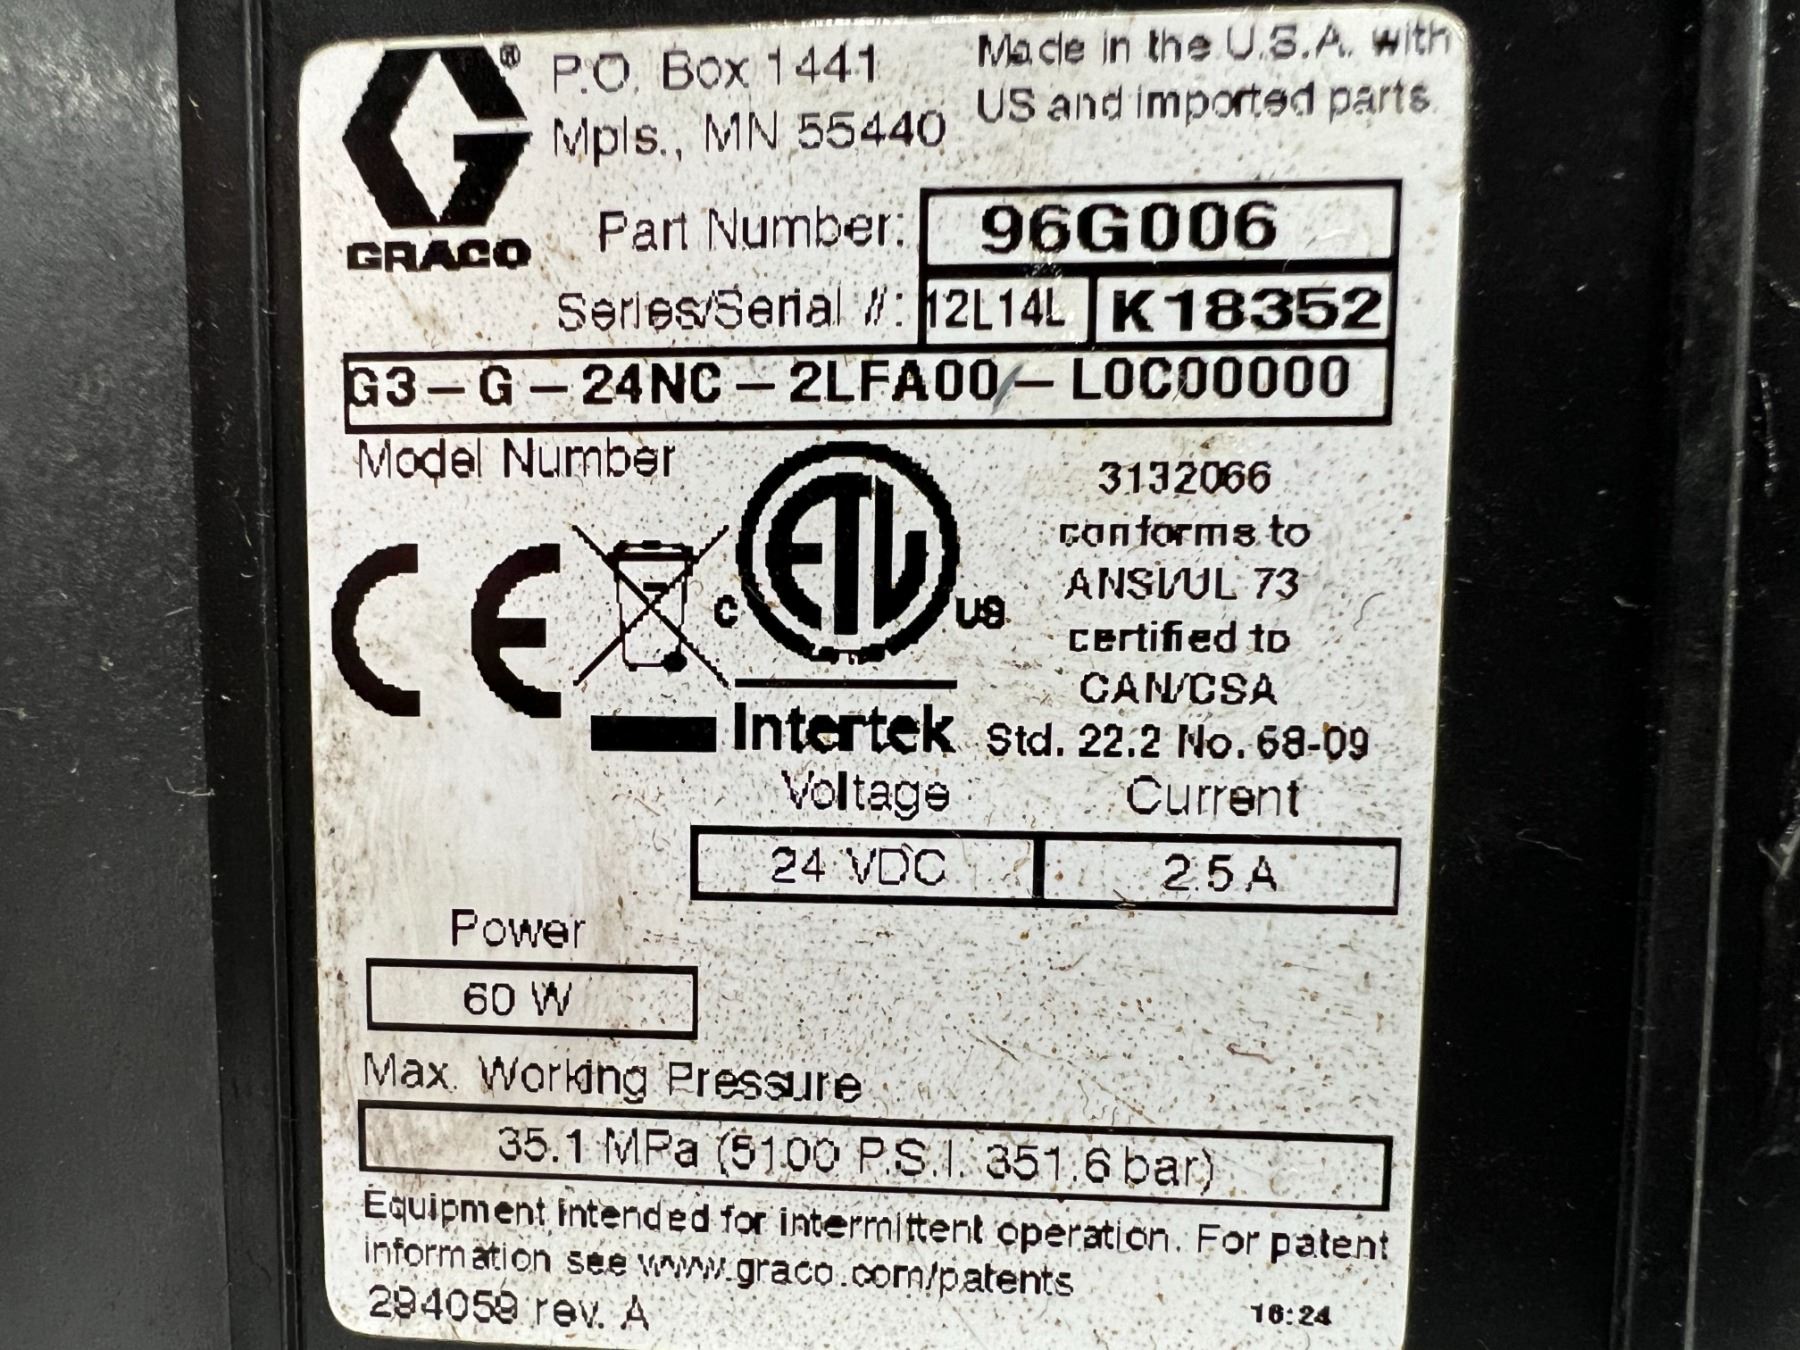 P.O. Box 1441
Mpls., MN 55440
Made in the U.S.A. with
US and imported parts
GRACO
Part Number: 96G006
Series/Serial #: 12L14L K18352
G3-G-24NC-2LFA00-L0C00000
Model Number
C ETL US
Intertek
3132066
conforms to
ANSI/UL 73
certified to
CAN/CSA
Std. 22.2 No. 68-09
CE
Voltage Current
24 VDC 2.5 A
Power
60 W
Max. Working Pressure
35.1 MPa (5100 P.S.I. 351.6 bar)
Equipment intended for intermittent operation. For patent
information see www.graco.com/patents
294059 rev. A
16:24